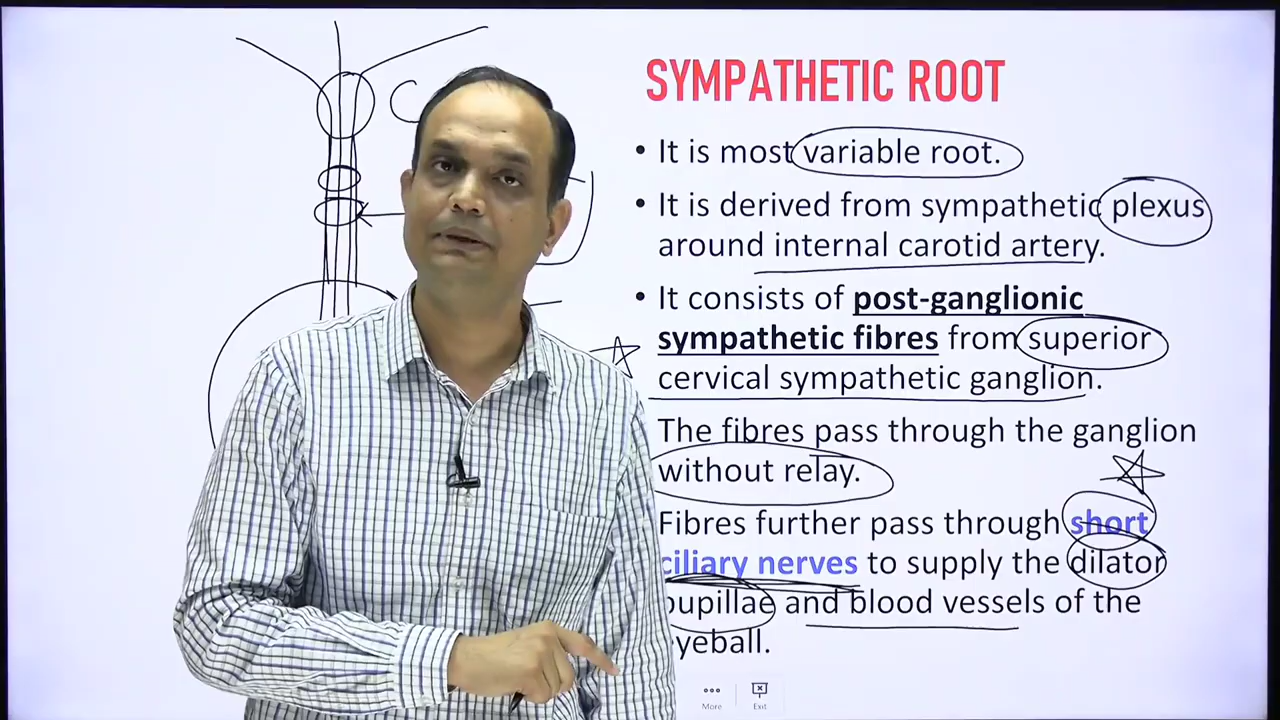 C
SYMPATHETIC ROOT
• It is most variable root.
• It is derived from sympathetic plexus
around internal carotid artery.
• It consists of post-ganglionic
sympathetic fibres from superior
cervical sympathetic ganglion.
The fibres pass through the ganglion
without relay.
Fibres further pass through short
ciliary nerves to supply the dilator
pupillae and blood vessels of the
eyeball.
More
Exit